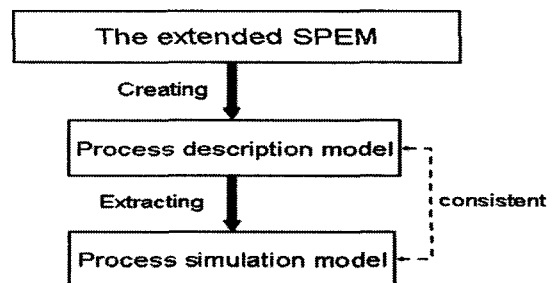 The extended SPEM
Creating
Process description model
Extracting
consistent
Process simulation model